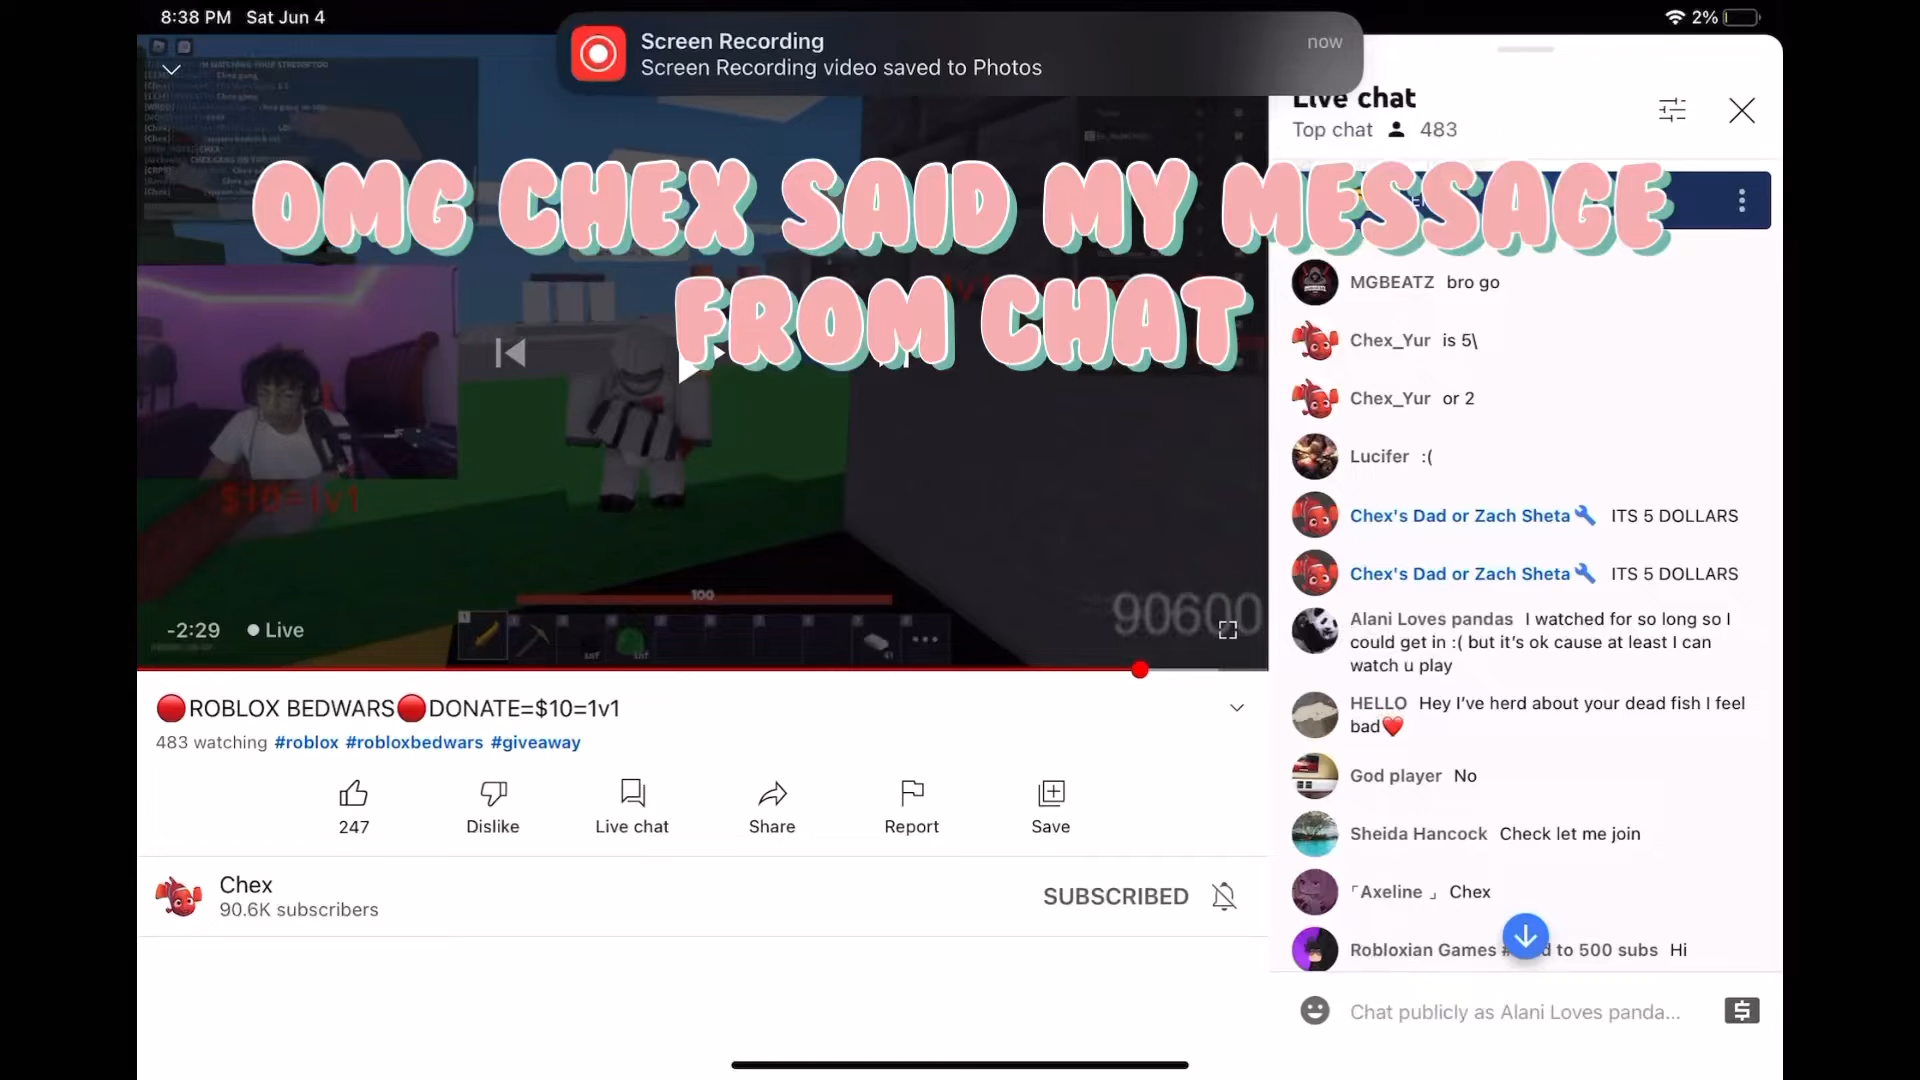 8:38 PM Sat Jun 4
2%
Screen Recording
now
Screen Recording video saved to Photos
Live chat
Top chat 483
OMG CHEX SAID MY MESSAGE
FROM CHAT
MGBEATZ bro go
Chex_Yur is 5\
Chex_Yur or 2
Lucifer :(
Chex's Dad or Zach Sheta ITS 5 DOLLARS
Chex's Dad or Zach Sheta ITS 5 DOLLARS
Alani Loves pandas I watched for so long so I
could get in :( but it's ok cause at least I can
watch u play
HELLO Hey I've herd about your dead fish I feel
bad❤️
God player No
Sheida Hancock Check let me join
「Axeline 」 Chex
Robloxian Games to 500 subs Hi
Chat publicly as Alani Loves panda...
$10=1v1
100
90600
-2:29 Live
🔴ROBLOX BEDWARS🔴DONATE=$10=1v1
483 watching #roblox #robloxbedwars #giveaway
247 Dislike Live chat Share Report Save
Chex
90.6K subscribers
SUBSCRIBED